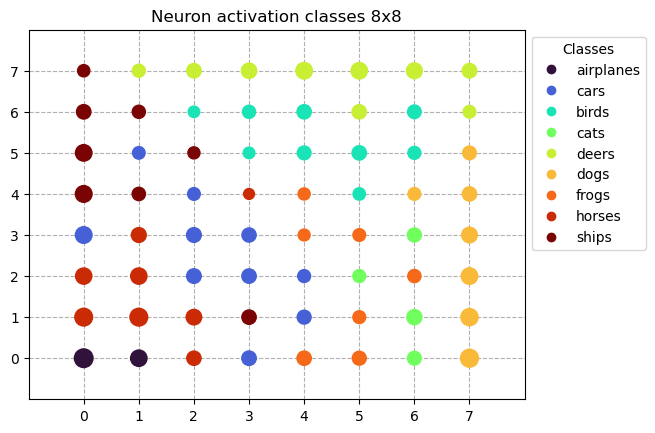 Neuron activation classes 8x8
Classes
airplanes
cars
birds
cats
deers
dogs
frogs
horses
ships
7
6
5
4
3
2
1
0
0 1 2 3 4 5 6 7